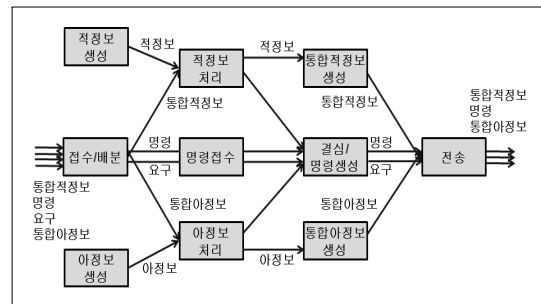 적정보
생성
적정보
적정보
처리
적정보
통합적정보
생성
통합적정보
통합적정보
통합적정보
명령
통합아정보
접수/배분
명령
요구
명령접수
결심/
명령생성
명령
요구
전송
통합적정보
명령
요구
통합아정보
통합아정보
통합아정보
아정보
생성
아정보
아정보
처리
아정보
통합아정보
생성